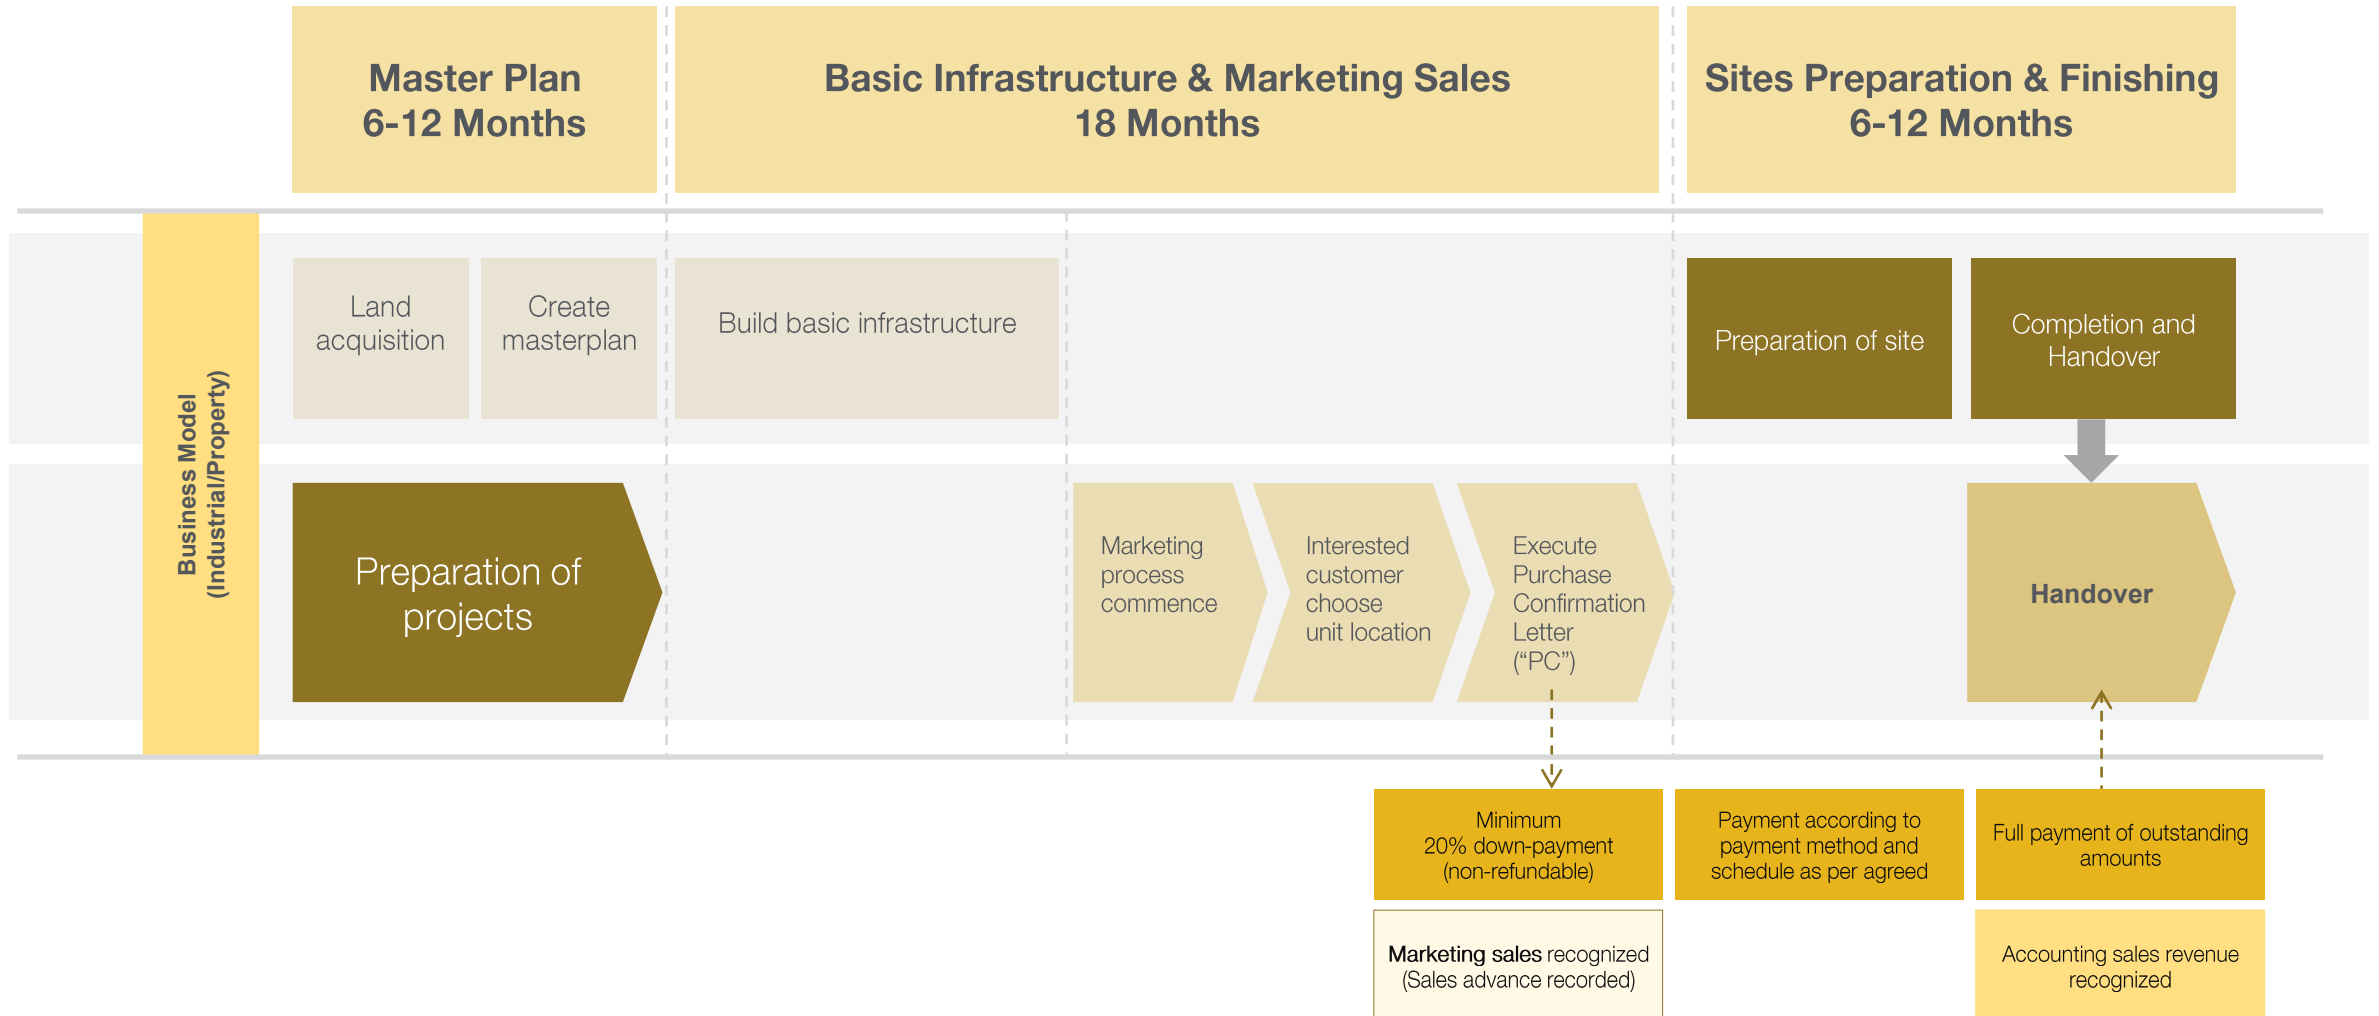 Master Plan
6-12 Months
Basic Infrastructure & Marketing Sales
18 Months
Sites Preparation & Finishing
6-12 Months
Business Model
(Industrial/Property)
Land
acquisition
Create
masterplan
Build basic infrastructure
Preparation of site
Completion and
Handover
Preparation of
projects
Marketing
process
commence
Interested
customer
choose
unit location
Execute
Purchase
Confirmation
Letter
(“PC”)
Handover
Minimum
20% down-payment
(non-refundable)
Payment according to
payment method and
schedule as per agreed
Full payment of outstanding
amounts
Marketing sales recognized
(Sales advance recorded)
Accounting sales revenue
recognized